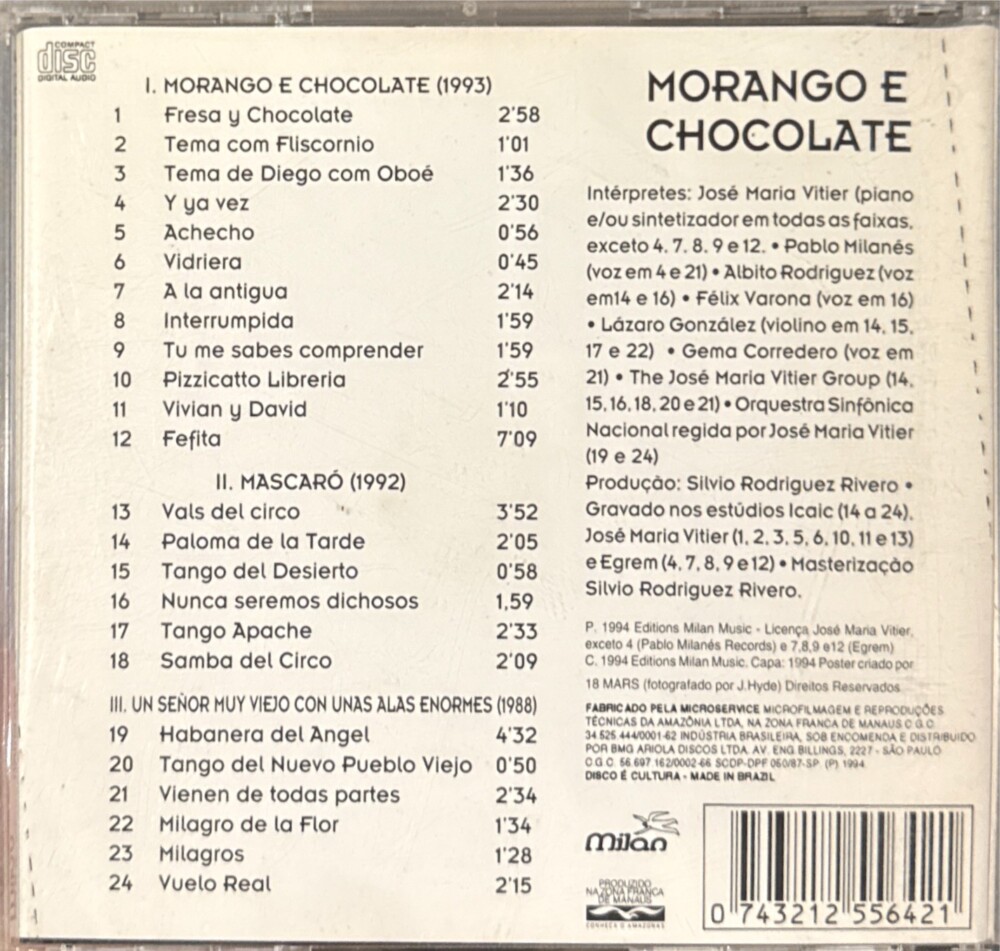 COMPACT
disc
DIGITAL AUDIO
I. MORANGO E CHOCOLATE (1993)
1 Fresa y Chocolate 2'58
2 Tema com Fliscornio 1'01
3 Tema de Diego com Oboé 1'36
4 Y ya vez 2'30
5 Achecho 0'56
6 Vidriera 0'45
7 A la antigua 2'14
8 Interrumpida 1'59
9 Tu me sabes comprender 1'59
10 Pizzicatto Libreria 2'55
11 Vivian y David 1'10
12 Fefita 7'09
II. MASCARÓ (1992)
13 Vals del circo 3'52
14 Paloma de la Tarde 2'05
15 Tango del Desierto 0'58
16 Nunca seremos dichosos 1,59
17 Tango Apache 2'33
18 Samba del Circo 2'09
III. UN SEÑOR MUY VIEJO CON UNAS ALAS ENORMES (1988)
19 Habanera del Angel 4'32
20 Tango del Nuevo Pueblo Viejo 0'50
21 Vienen de todas partes 2'34
22 Milagro de la Flor 1'34
23 Milagros 1'28
24 Vuelo Real 2'15
MORANGO E
CHOCOLATE
Intérpretes: José Maria Vitier (piano
e/ou sintetizador em todas as faixas,
exceto 4, 7, 8, 9 e 12. • Pablo Milanés
(voz em 4 e 21) • Albito Rodriguez (voz
em14 e 16) • Félix Varona (voz em 16)
• Lázaro González (violino em 14, 15,
17 e 22) • Gema Corredero (voz em
21) • The José Maria Vitier Group (14,
15, 16, 18, 20 e 21) • Orquestra Sinfônica
Nacional regida por José Maria Vitier
(19 e 24)
Produção: Silvio Rodriguez Rivero •
Gravado nos estúdios Icaic (14 a 24),
José Maria Vitier (1, 2, 3, 5, 6, 10, 11 e 13)
e Egrem (4, 7, 8, 9 e 12) • Masterização
Silvio Rodriguez Rivero.
P. 1994 Editions Milan Music - Licença José Maria Vitier,
exceto 4 (Pablo Milanés Records) e 7,8,9 e12 (Egrem)
C. 1994 Editions Milan Music. Capa: 1994 Poster criado por
18 MARS (fotografado por J.Hyde) Direitos Reservados
FABRICADO PELA MICROSERVICE MICROFILMAGEM E REPRODUÇÕES
TÉCNICAS DA AMAZÔNIA LTDA, NA ZONA FRANCA DE MANAUS C.G.C.
34 525 444/0001-62 INDÚSTRIA BRASILEIRA, SOB ENCOMENDA E DISTRIBUIDO
POR BMG ARIOLA DISCOS LTDA. AV. ENG BILLINGS, 2227 - SÃO PAULO
C.G.C. 56.697.162/0002-66 SCDP-DPF 060/87-SP. (P) 1994
DISCO É CULTURA - MADE IN BRAZIL
milan
PRODUZIDO
NA ZONA FRANCA
DE MANAUS
CONHEÇA O AMAZONAS
0 743212 556421